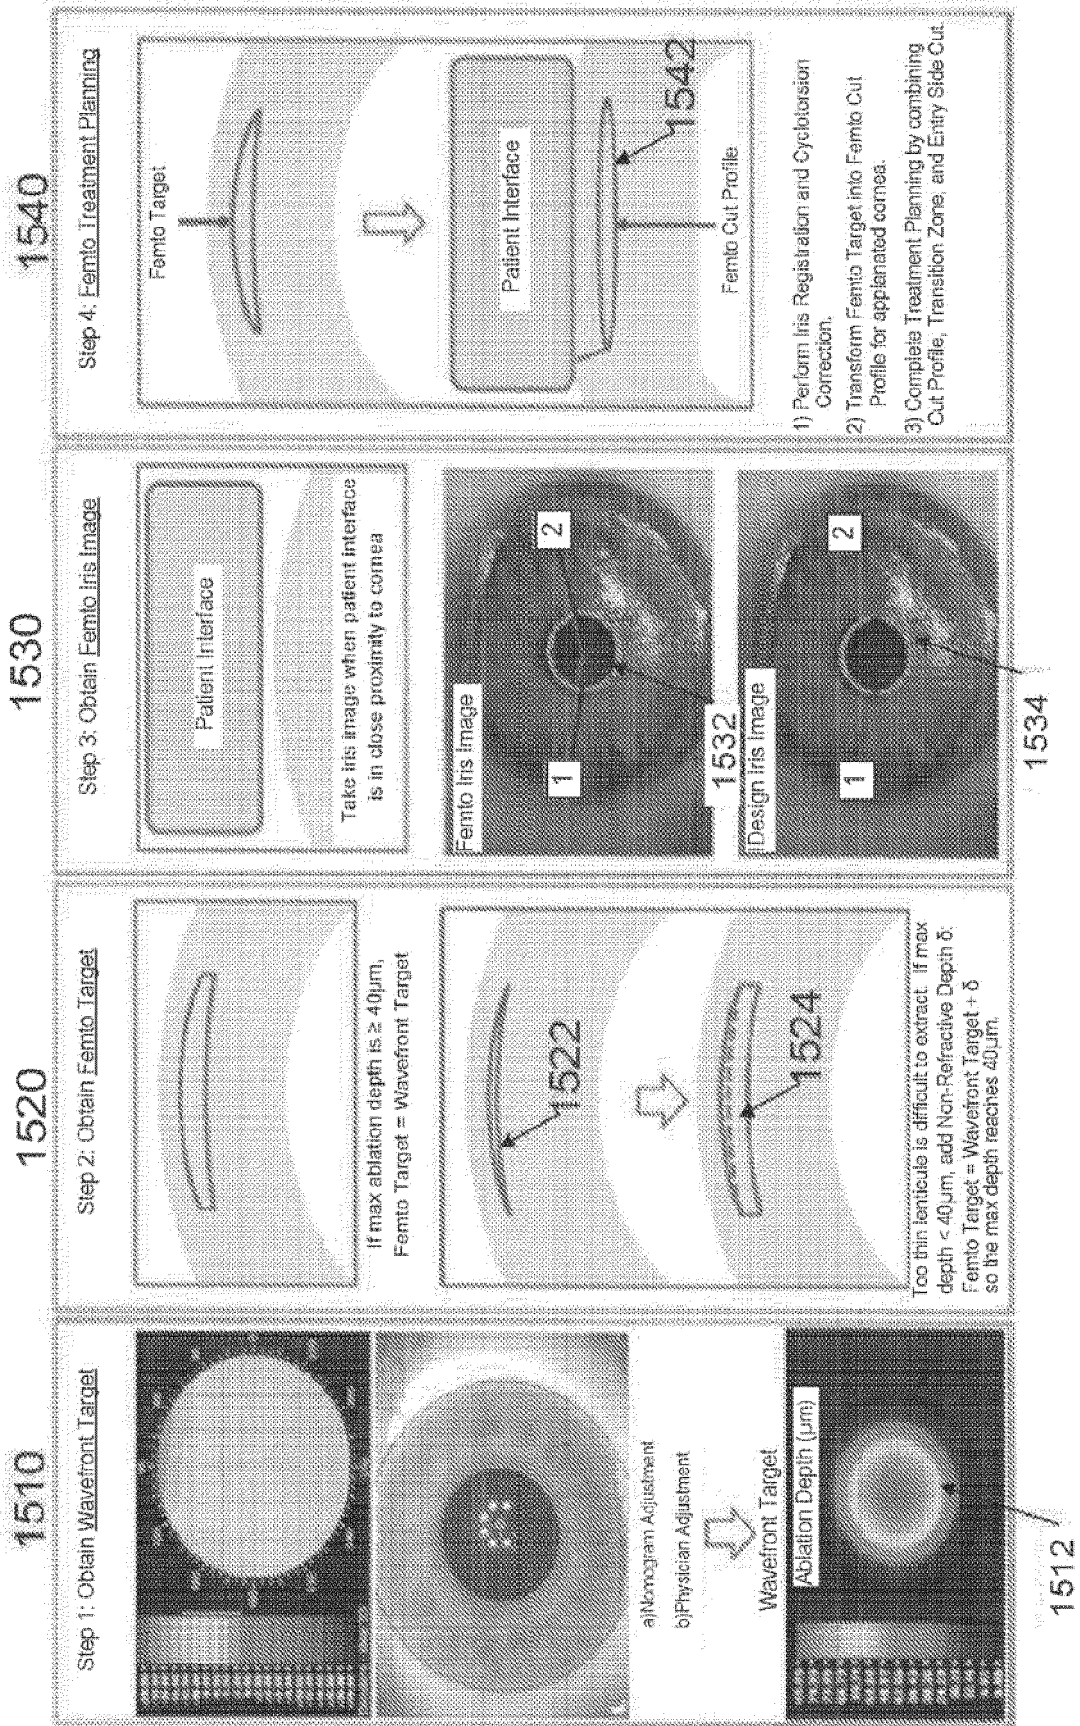 1510
Step 1: Obtain Wavefront Target
a)Nomogram Adjustment
b)Physician Adjustment
Wavefront Target
Ablation Depth (µm)
1512
1520
Step 2: Obtain Femto Target
If max ablation depth is ≥ 40µm,
Femto Target = Wavefront Target
1522
1524
Too thin lenticule is difficult to extract. If max
depth < 40µm, add Non-Refractive Depth δ:
Femto Target = Wavefront Target + δ
so the max depth reaches 40µm.
1530
Step 3: Obtain Femto Iris Image
Patient Interface
Take iris image when patient interface
is in close proximity to cornea
Femto Iris Image
1
2
1532
iDesign Iris Image
1
2
1534
1540
Step 4: Femto Treatment Planning
Femto Target
Patient Interface
1542
Femto Cut Profile
1) Perform Iris Registration and Cyclotorsion
Correction.
2) Transform Femto Target into Femto Cut
Profile for applanated cornea.
3) Complete Treatment Planning by combining
Cut Profile, Transition Zone, and Entry Side Cut.